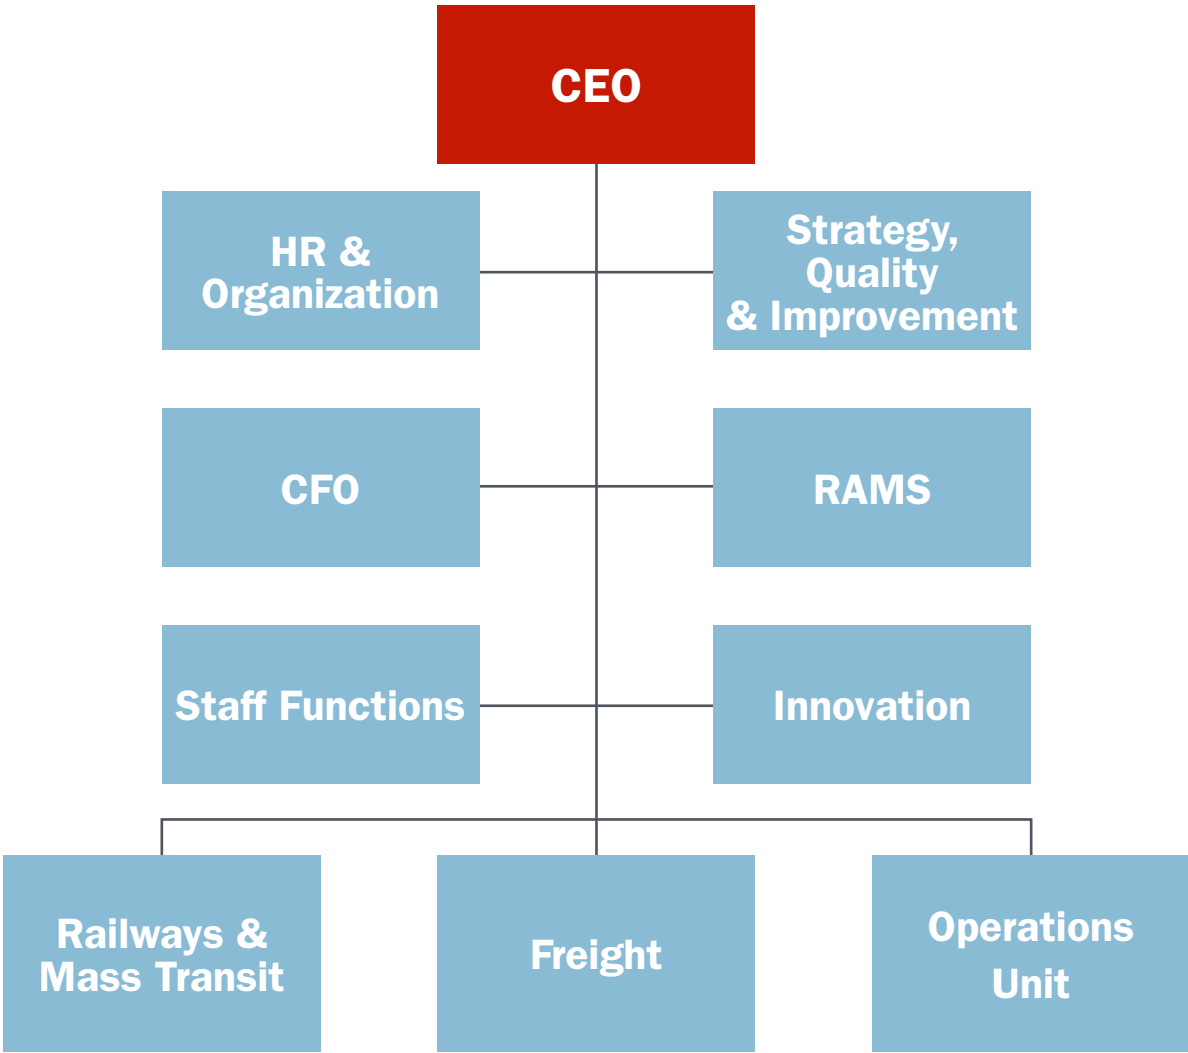 CEO
HR &
Organization
Strategy,
Quality
& Improvement
CFO
RAMS
Staff Functions
Innovation
Railways &
Mass Transit
Freight
Operations
Unit